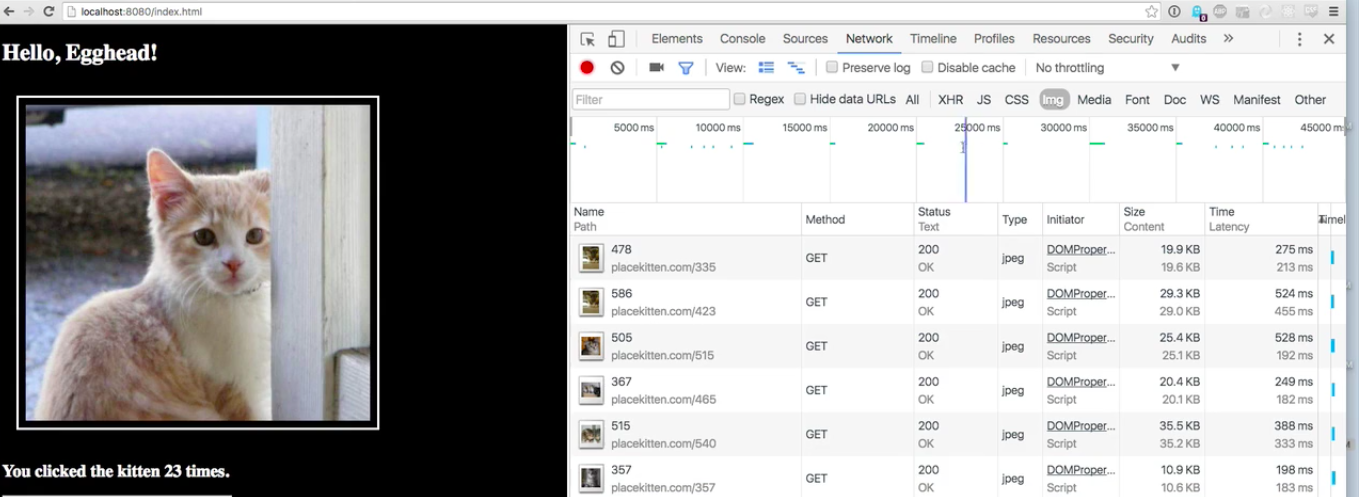 localhost:8080/index.html
Hello, Egghead!
You clicked the kitten 23 times.
Elements Console Sources Network Timeline Profiles Resources Security Audits »
View: Preserve log Disable cache No throttling ▼
Filter Regex Hide data URLs All XHR JS CSS Img Media Font Doc WS Manifest Other
5000 ms 10000 ms 15000 ms 20000 ms 25000 ms 30000 ms 35000 ms 40000 ms 45000 m
Name Method Status Type Initiator Size Time
Path Text Content Latency
478 GET 200 jpeg DOMProper... 19.9 KB 275 ms
placekitten.com/335 OK Script 19.6 KB 213 ms
586 GET 200 jpeg DOMProper... 29.3 KB 524 ms
placekitten.com/423 OK Script 29.0 KB 455 ms
505 GET 200 jpeg DOMProper... 25.4 KB 528 ms
placekitten.com/515 OK Script 25.1 KB 192 ms
367 GET 200 jpeg DOMProper... 20.4 KB 249 ms
placekitten.com/465 OK Script 20.1 KB 182 ms
515 GET 200 jpeg DOMProper... 35.5 KB 388 ms
placekitten.com/540 OK Script 35.2 KB 333 ms
357 GET 200 jpeg DOMProper... 10.9 KB 198 ms
placekitten.com/357 OK Script 10.6 KB 183 ms